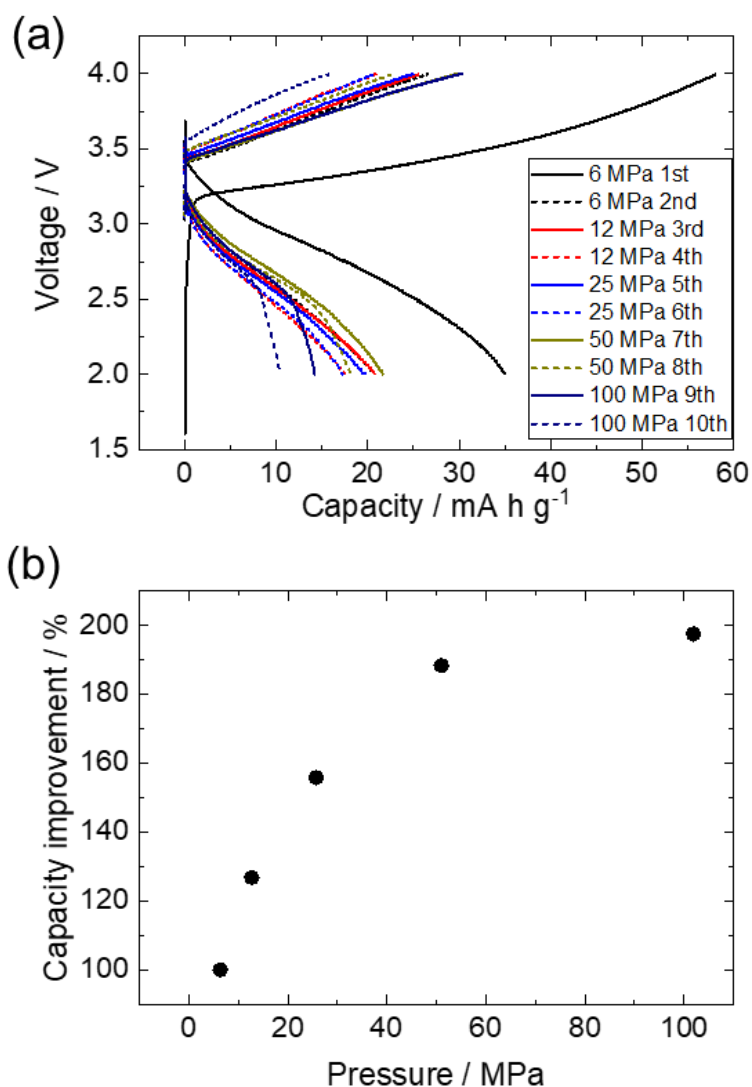 (a)
4.0
3.5
3.0
2.5
2.0
1.5
Voltage / V
6 MPa 1st
6 MPa 2nd
12 MPa 3rd
12 MPa 4th
25 MPa 5th
25 MPa 6th
50 MPa 7th
50 MPa 8th
100 MPa 9th
100 MPa 10th
0 10 20 30 40 50 60
Capacity / mA h g⁻¹
(b)
200
180
160
140
120
100
Capacity improvement / %
0 20 40 60 80 100
Pressure / MPa